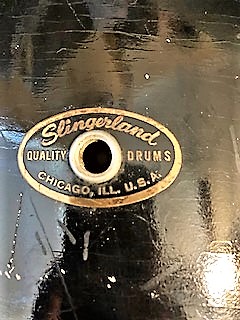 Slingerland
QUALITY DRUMS
CHICAGO, ILL. U.S.A.